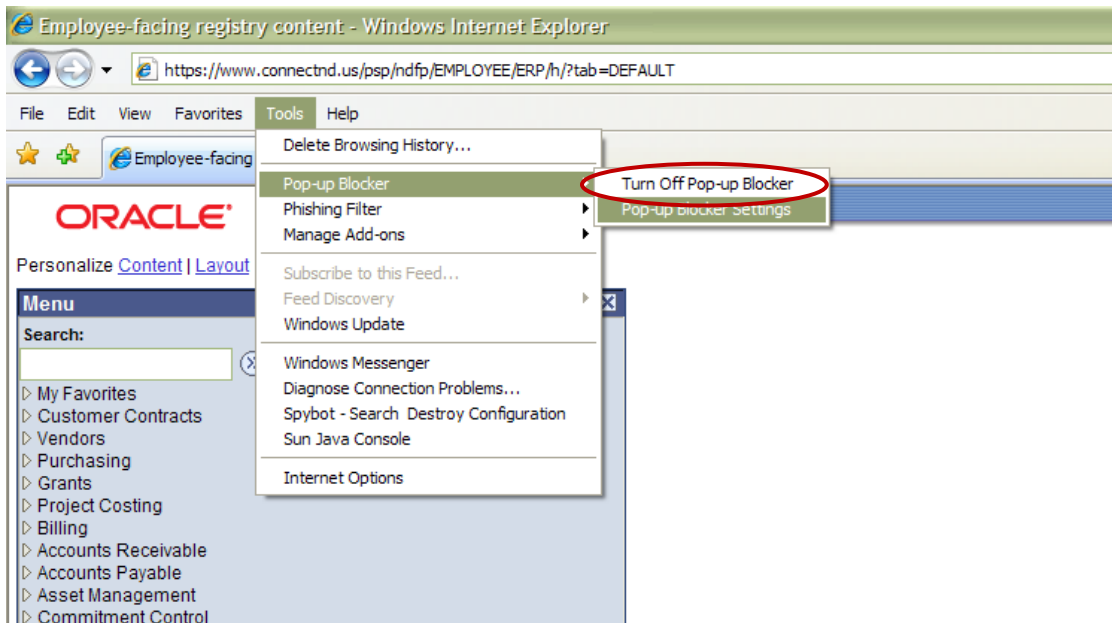 Employee-facing registry content - Windows Internet Explorer
https://www.connectnd.us/psp/ndfp/EMPLOYEE/ERP/h/?tab=DEFAULT
File Edit View Favorites Tools Help
Employee-facing
Delete Browsing History...
Pop-up Blocker
Phishing Filter
Manage Add-ons
Subscribe to this Feed...
Feed Discovery
Windows Update
Windows Messenger
Diagnose Connection Problems...
Spybot - Search Destroy Configuration
Sun Java Console
Internet Options
Turn Off Pop-up Blocker
Pop-up Blocker Settings
ORACLE'
Personalize Content | Layout
Menu
Search:
My Favorites
Customer Contracts
Vendors
Purchasing
Grants
Project Costing
Billing
Accounts Receivable
Accounts Payable
Asset Management
Commitment Control